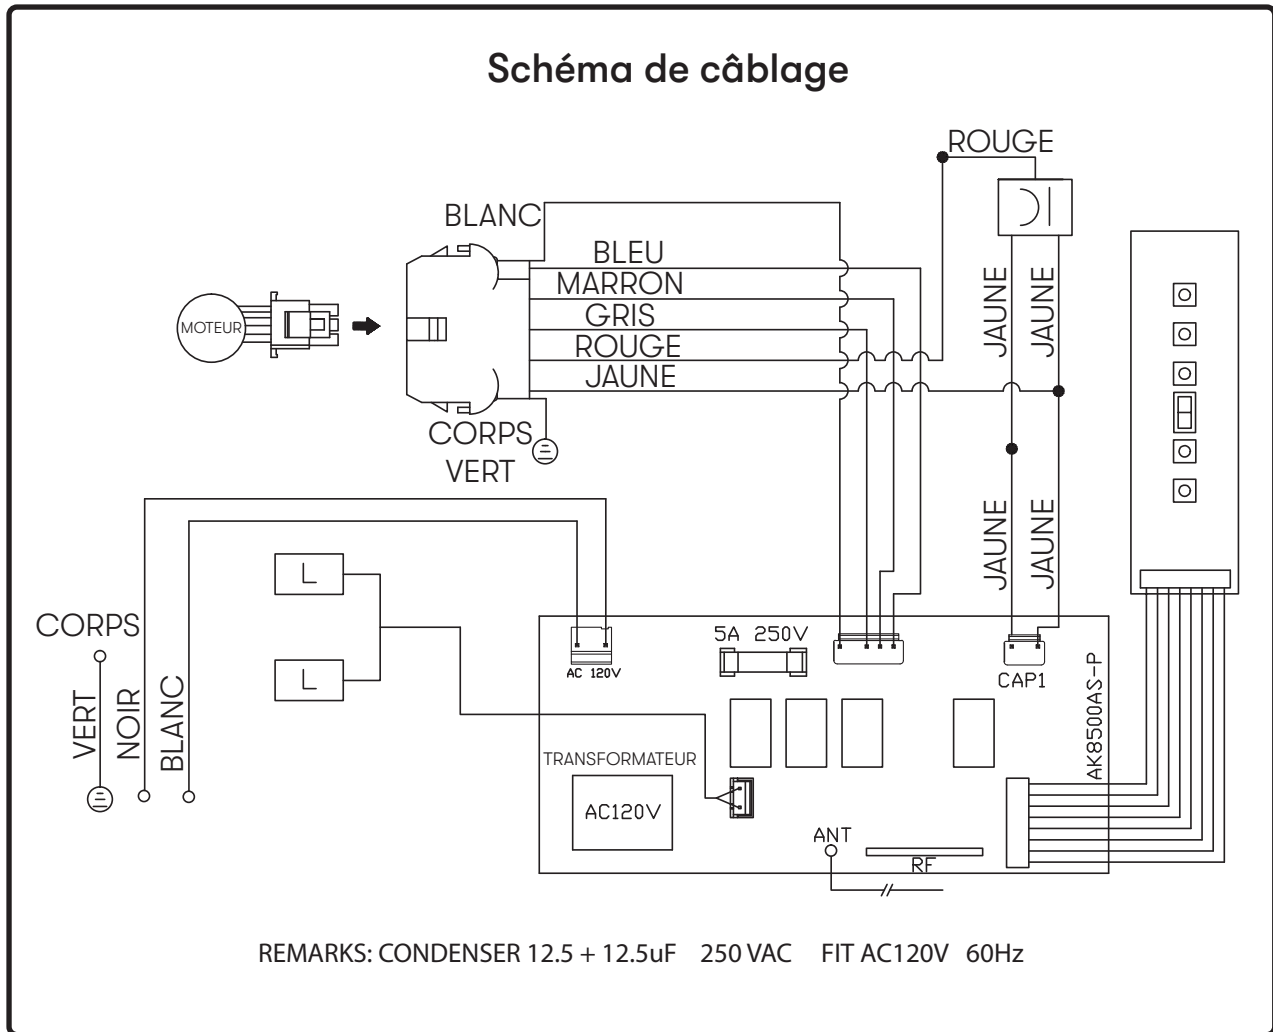 Schéma de câblage
ROUGE
BLANC
BLEU
MARRON
GRIS
ROUGE
JAUNE
MOTEUR
JAUNE
JAUNE
CORPS
VERT
JAUNE
JAUNE
L
L
CORPS
VERT
NOIR
BLANC
AC 120V
5A 250V
CAP1
AK8500AS-P
TRANSFORMATEUR
AC120V
ANT
RF
REMARKS: CONDENSER 12.5 + 12.5uF 250 VAC FIT AC120V 60Hz